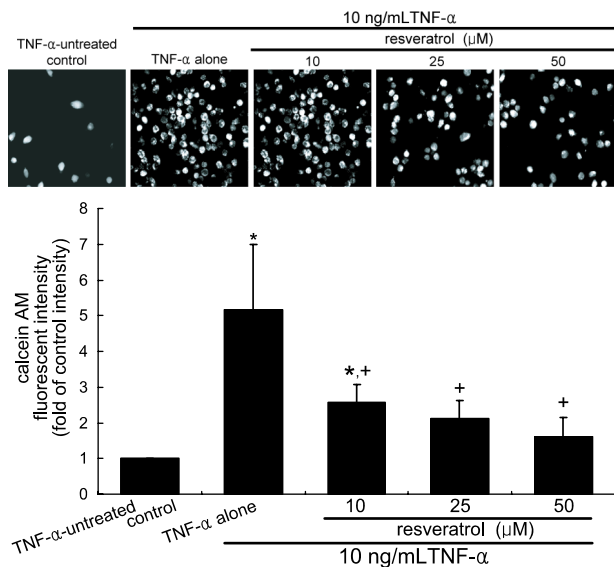 10 ng/mLTNF-α
resveratrol (μM)
TNF-α-untreated
control
TNF-α alone
10
25
50
calcein AM
fluorescent intensity
(fold of control intensity)
8
7
6
5
4
3
2
1
0
*
*,+
+
+
TNF-α-untreated
control
TNF-α alone
10
25
50
resveratrol (μM)
10 ng/mLTNF-α